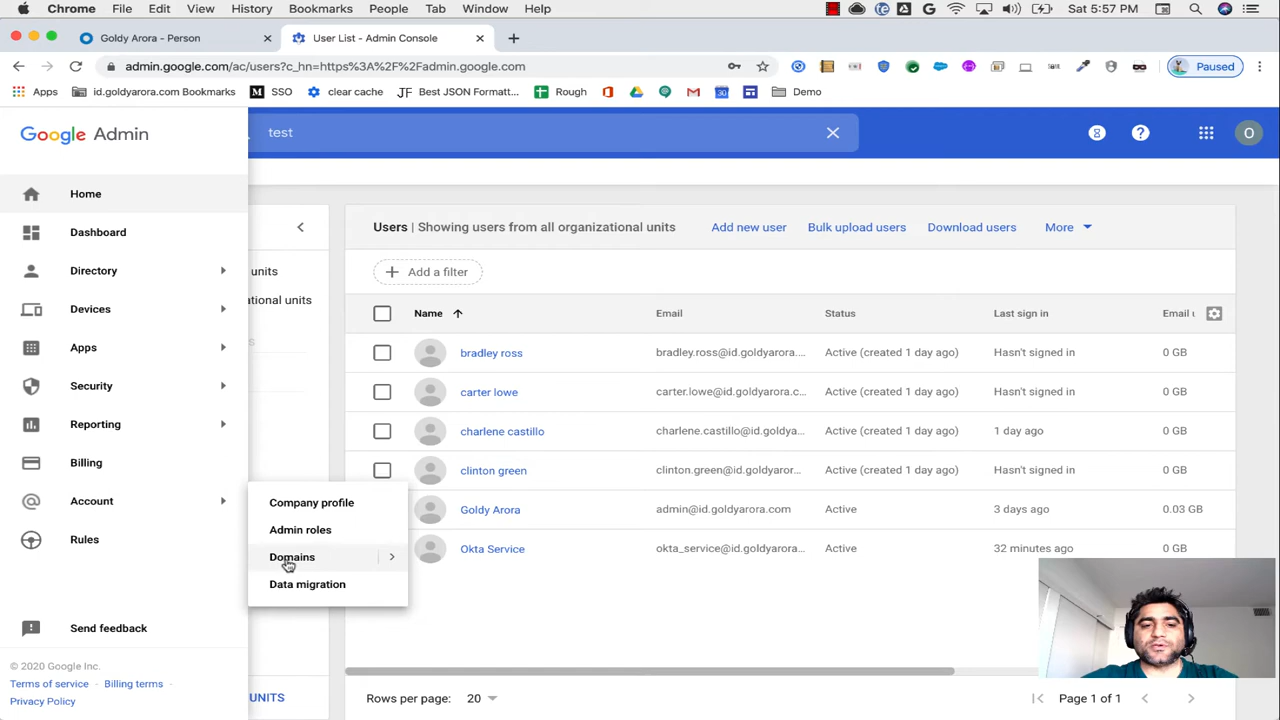 Chrome File Edit View History Bookmarks People Tab Window Help Sat 5:57 PM
Goldy Arora - Person User List - Admin Console
admin.google.com/ac/users?c_hn=https%3A%2F%2Fadmin.google.com Paused
Apps id.goldyarora.com Bookmarks SSO clear cache Best JSON Formatt... Rough Demo
Google Admin
test
O
Home
Dashboard
Directory
Devices
Apps
Security
Reporting
Billing
Account
Rules
Send feedback
© 2020 Google Inc.
Terms of service - Billing terms -
Privacy Policy
Company profile
Admin roles
Domains
Data migration
units
ational units
s
UNITS
Users | Showing users from all organizational units Add new user Bulk upload users Download users More
Add a filter
Name Email Status Last sign in Email u
bradley ross bradley.ross@id.goldyarora.... Active (created 1 day ago) Hasn't signed in 0 GB
carter lowe carter.lowe@id.goldyarora.c... Active (created 1 day ago) Hasn't signed in 0 GB
charlene castillo charlene.castillo@id.goldya... Active (created 1 day ago) 1 day ago 0 GB
clinton green clinton.green@id.goldyaror... Active (created 1 day ago) Hasn't signed in 0 GB
Goldy Arora admin@id.goldyarora.com Active 3 days ago 0.03 GB
Okta Service okta_service@id.goldyarora... Active 32 minutes ago 0 GB
Rows per page: 20 Page 1 of 1